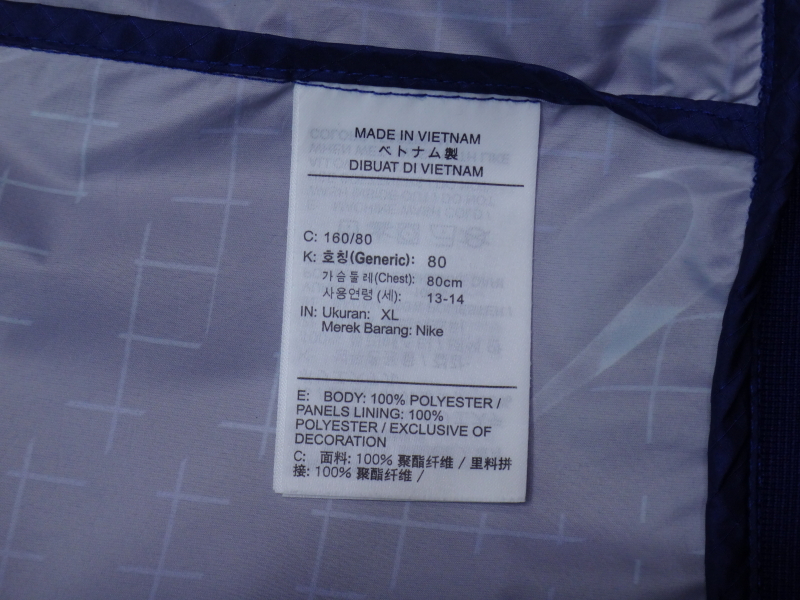 MADE IN VIETNAM
ベトナム製
DIBUAT DI VIETNAM
C: 160/80
K: 호칭(Generic): 80
가슴둘레(Chest): 80cm
사용연령 (세): 13-14
IN: Ukuran: XL
Merek Barang: Nike
E: BODY: 100% POLYESTER /
PANELS LINING: 100%
POLYESTER / EXCLUSIVE OF
DECORATION
C: 面料: 100% 聚酯纤维 / 里料拼
接: 100% 聚酯纤维 /